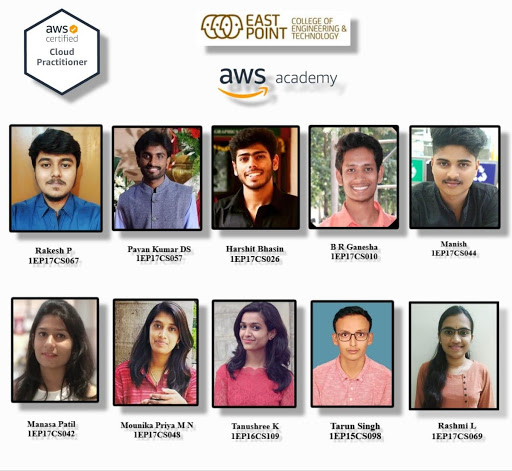 aws
certified
Cloud
Practitioner
EAST
POINT
COLLEGE OF
ENGINEERING &
TECHNOLOGY
aws academy
Rakesh P
1EP17CS067
Pavan Kumar DS
1EP17CS057
Harshit Bhasin
1EP17CS026
B R Ganesha
1EP17CS010
Manish
1EP17CS044
Manasa Patil
1EP17CS042
Mounika Priya M N
1EP17CS048
Tanushree K
1EP16CS109
Tarun Singh
1EP15CS098
Rashmi L
1EP17CS069